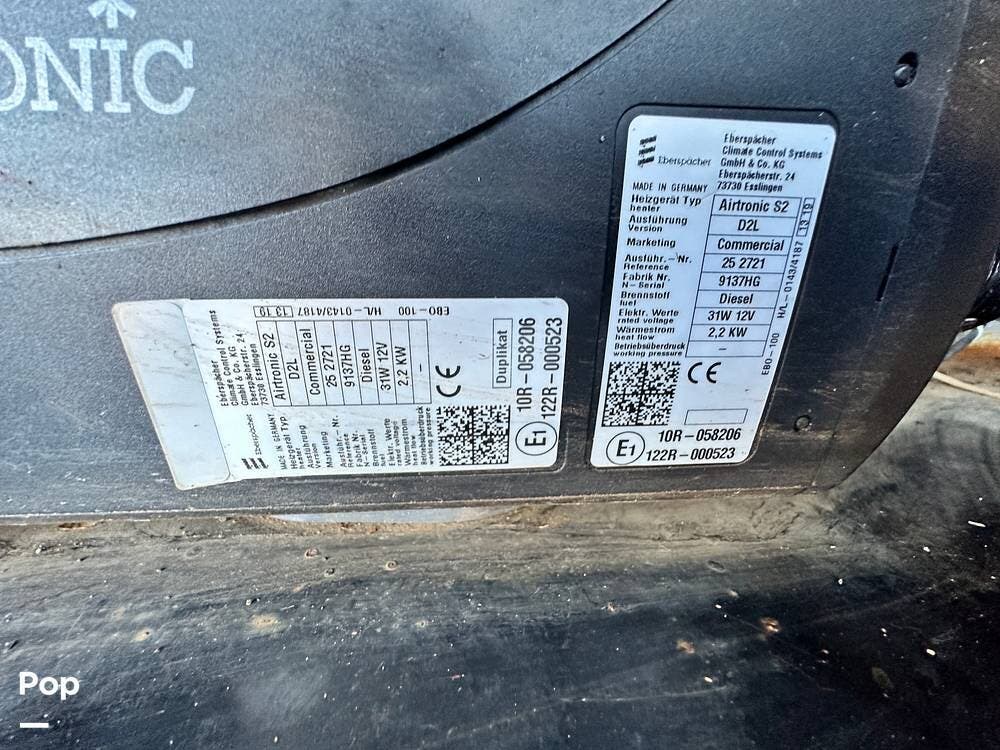 ONIC
Eberspächer
Eberspächer
Climate Control Systems
GmbH & Co. KG
Eberspächerstr. 24
MADE IN GERMANY 73730 Esslingen
Heizgerät Typ
heater
Airtronic S2
Ausführung
Version
D2L
Marketing
Commercial
Ausführ.-Nr.
Reference
25 2721
Fabrik Nr.
N-Serial
9137HG
Brennstoff
fuel
Diesel
Elektr. Werte
rated voltage
31W 12V
Wärmestrom
heat flow
2,2 KW
Betriebsüberdruck
working pressure
–
EBO-100 H/L-0143/4187 13 19
CE
E1
10R-058206
122R-000523
Eberspächer
Eberspächer
Climate Control Systems
GmbH & Co. KG
Eberspächerstr. 24
MADE IN GERMANY 73730 Esslingen
Heizgerät Typ
heater
Airtronic S2
Ausführung
Version
D2L
Marketing
Commercial
Ausführ.-Nr.
Reference
25 2721
Fabrik Nr.
N-Serial
9137HG
Brennstoff
fuel
Diesel
Elektr. Werte
rated voltage
31W 12V
Wärmestrom
heat flow
2,2 KW
Betriebsüberdruck
working pressure
–
EBO-100 H/L-0143/4187 13 19
CE
Duplikat
E1
10R-058206
122R-000523
Pop